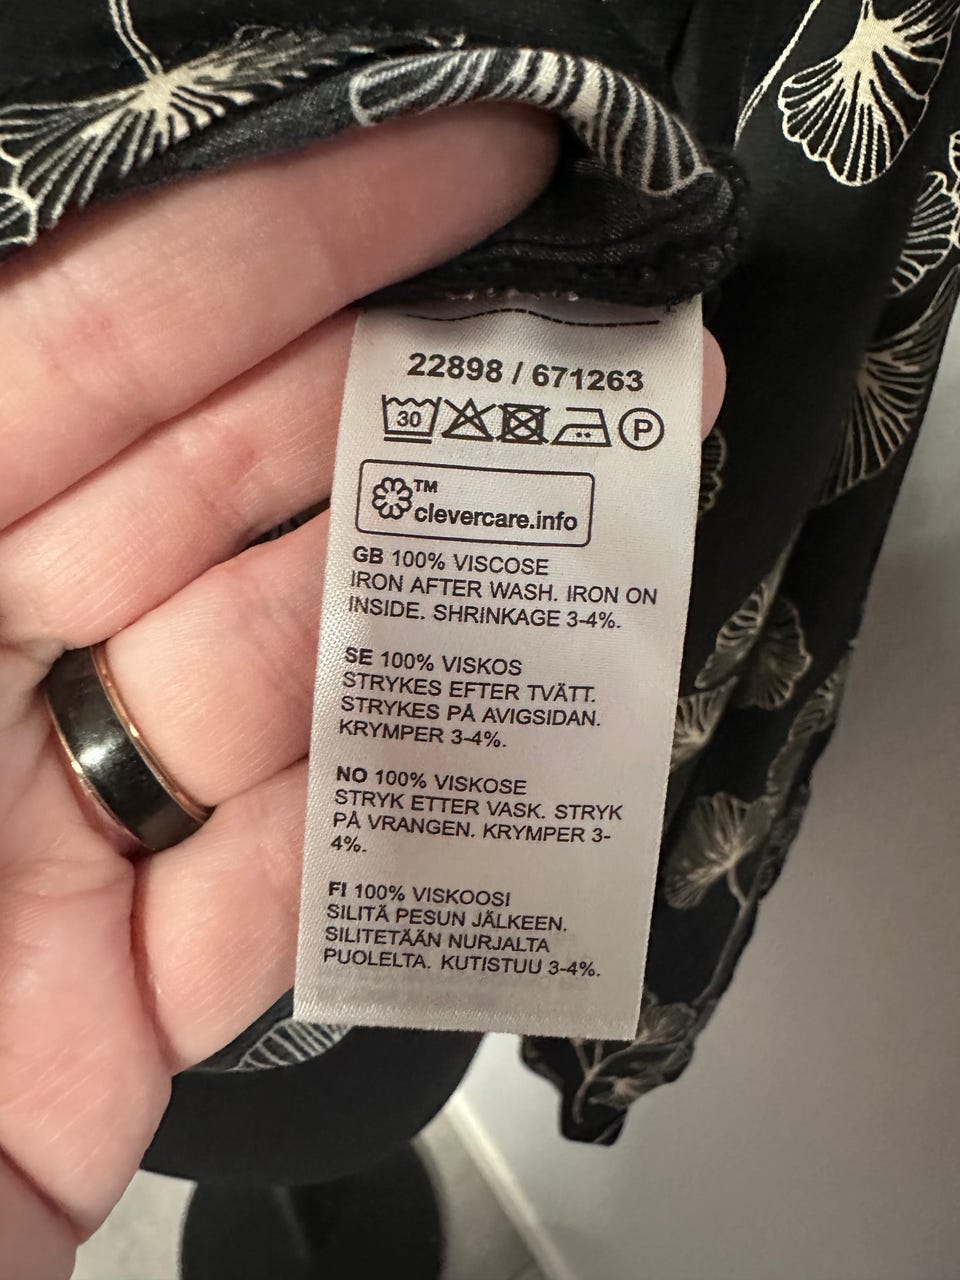 22898 / 671263
30 P
TM
clevercare.info
GB 100% VISCOSE
IRON AFTER WASH. IRON ON
INSIDE. SHRINKAGE 3-4%.
SE 100% VISKOS
STRYKES EFTER TVÄTT.
STRYKES PÅ AVIGSIDAN.
KRYMPER 3-4%.
NO 100% VISKOSE
STRYK ETTER VASK. STRYK
PÅ VRANGEN. KRYMPER 3-
4%.
FI 100% VISKOOSI
SILITÄ PESUN JÄLKEEN.
SILITETÄÄN NURJALTA
PUOLELTA. KUTISTUU 3-4%.